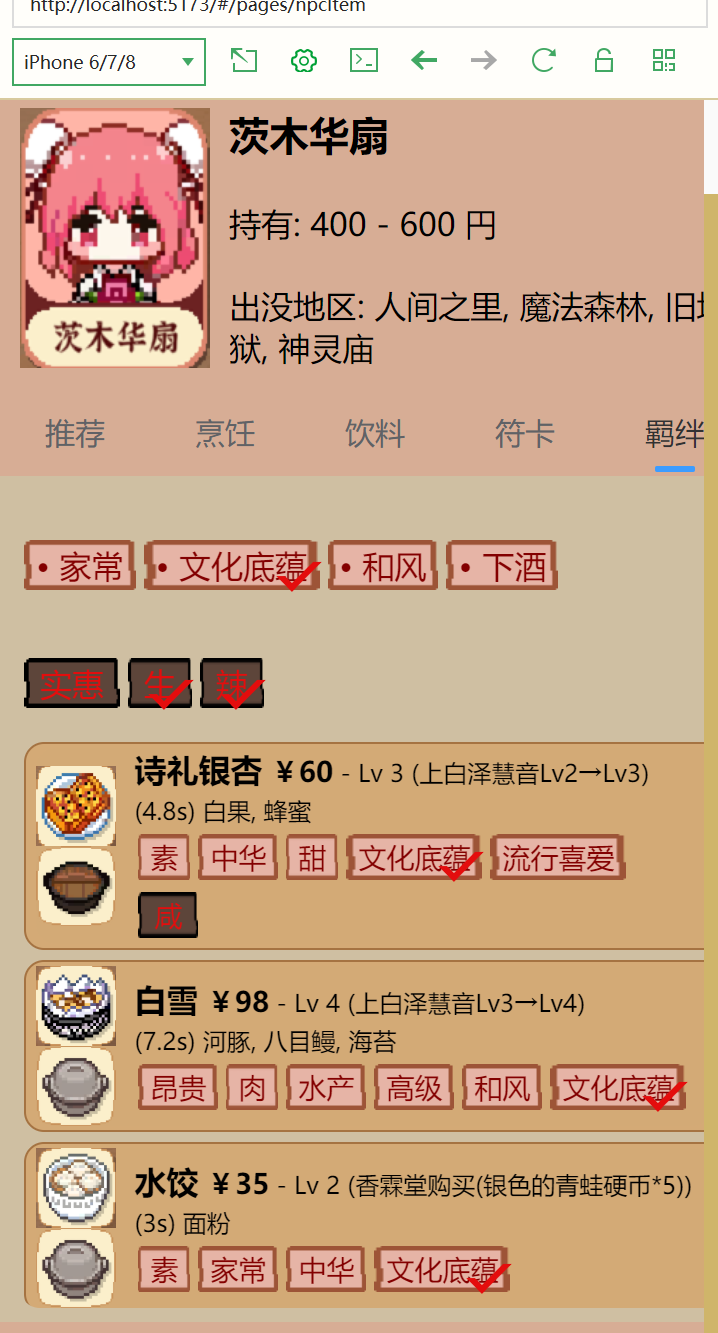 http://localhost:5173/#/pages/npcItem
iPhone 6/7/8
茨木华扇
持有: 400 - 600 円
出没地区: 人间之里, 魔法森林, 旧地
狱, 神灵庙
茨木华扇
推荐 烹饪 饮料 符卡 羁绊
• 家常 • 文化底蕴 • 和风 • 下酒
实惠 生 辣
诗礼银杏 ￥60 - Lv 3 (上白泽慧音Lv2→Lv3)
(4.8s) 白果, 蜂蜜
素 中华 甜 文化底蕴 流行喜爱
咸
白雪 ￥98 - Lv 4 (上白泽慧音Lv3→Lv4)
(7.2s) 河豚, 八目鳗, 海苔
昂贵 肉 水产 高级 和风 文化底蕴
水饺 ￥35 - Lv 2 (香霖堂购买(银色的青蛙硬币*5))
(3s) 面粉
素 家常 中华 文化底蕴